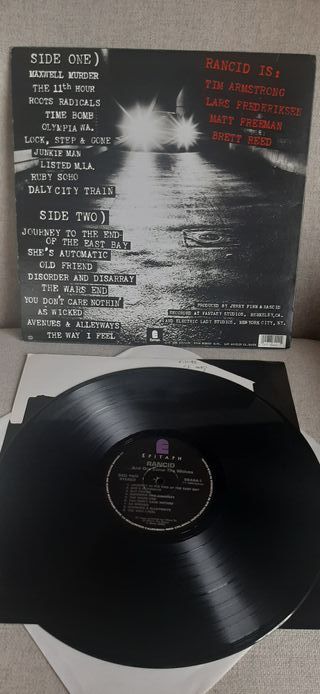 SIDE ONE)
MAXWELL MURDER
THE 11th HOUR
ROOTS RADICALS
TIME BOMB
OLYMPIA WA.
LOCK, STEP & GONE
JUNKIE MAN
LISTED M.I.A.
RUBY SOHO
DALY CITY TRAIN
SIDE TWO)
JOURNEY TO THE END
OF THE EAST BAY
SHE'S AUTOMATIC
OLD FRIEND
DISORDER AND DISARRAY
THE WARS END
YOU DON'T CARE NOTHIN'
AS WICKED
AVENUES & ALLEYWAYS
THE WAY I FEEL
RANCID IS:
TIM ARMSTRONG
LARS FREDERIKSEN
MATT FREEMAN
BRETT REED
PRODUCED BY JERRY FINN & RANCID
RECORDED AT FANTASY STUDIOS, BERKELEY, CA.
AND ELECTRIC LADY STUDIOS, NEW YORK CITY, NY.
EPITAPH
RANCID
...And Out Come The Wolves
SIDE TWO
STEREO